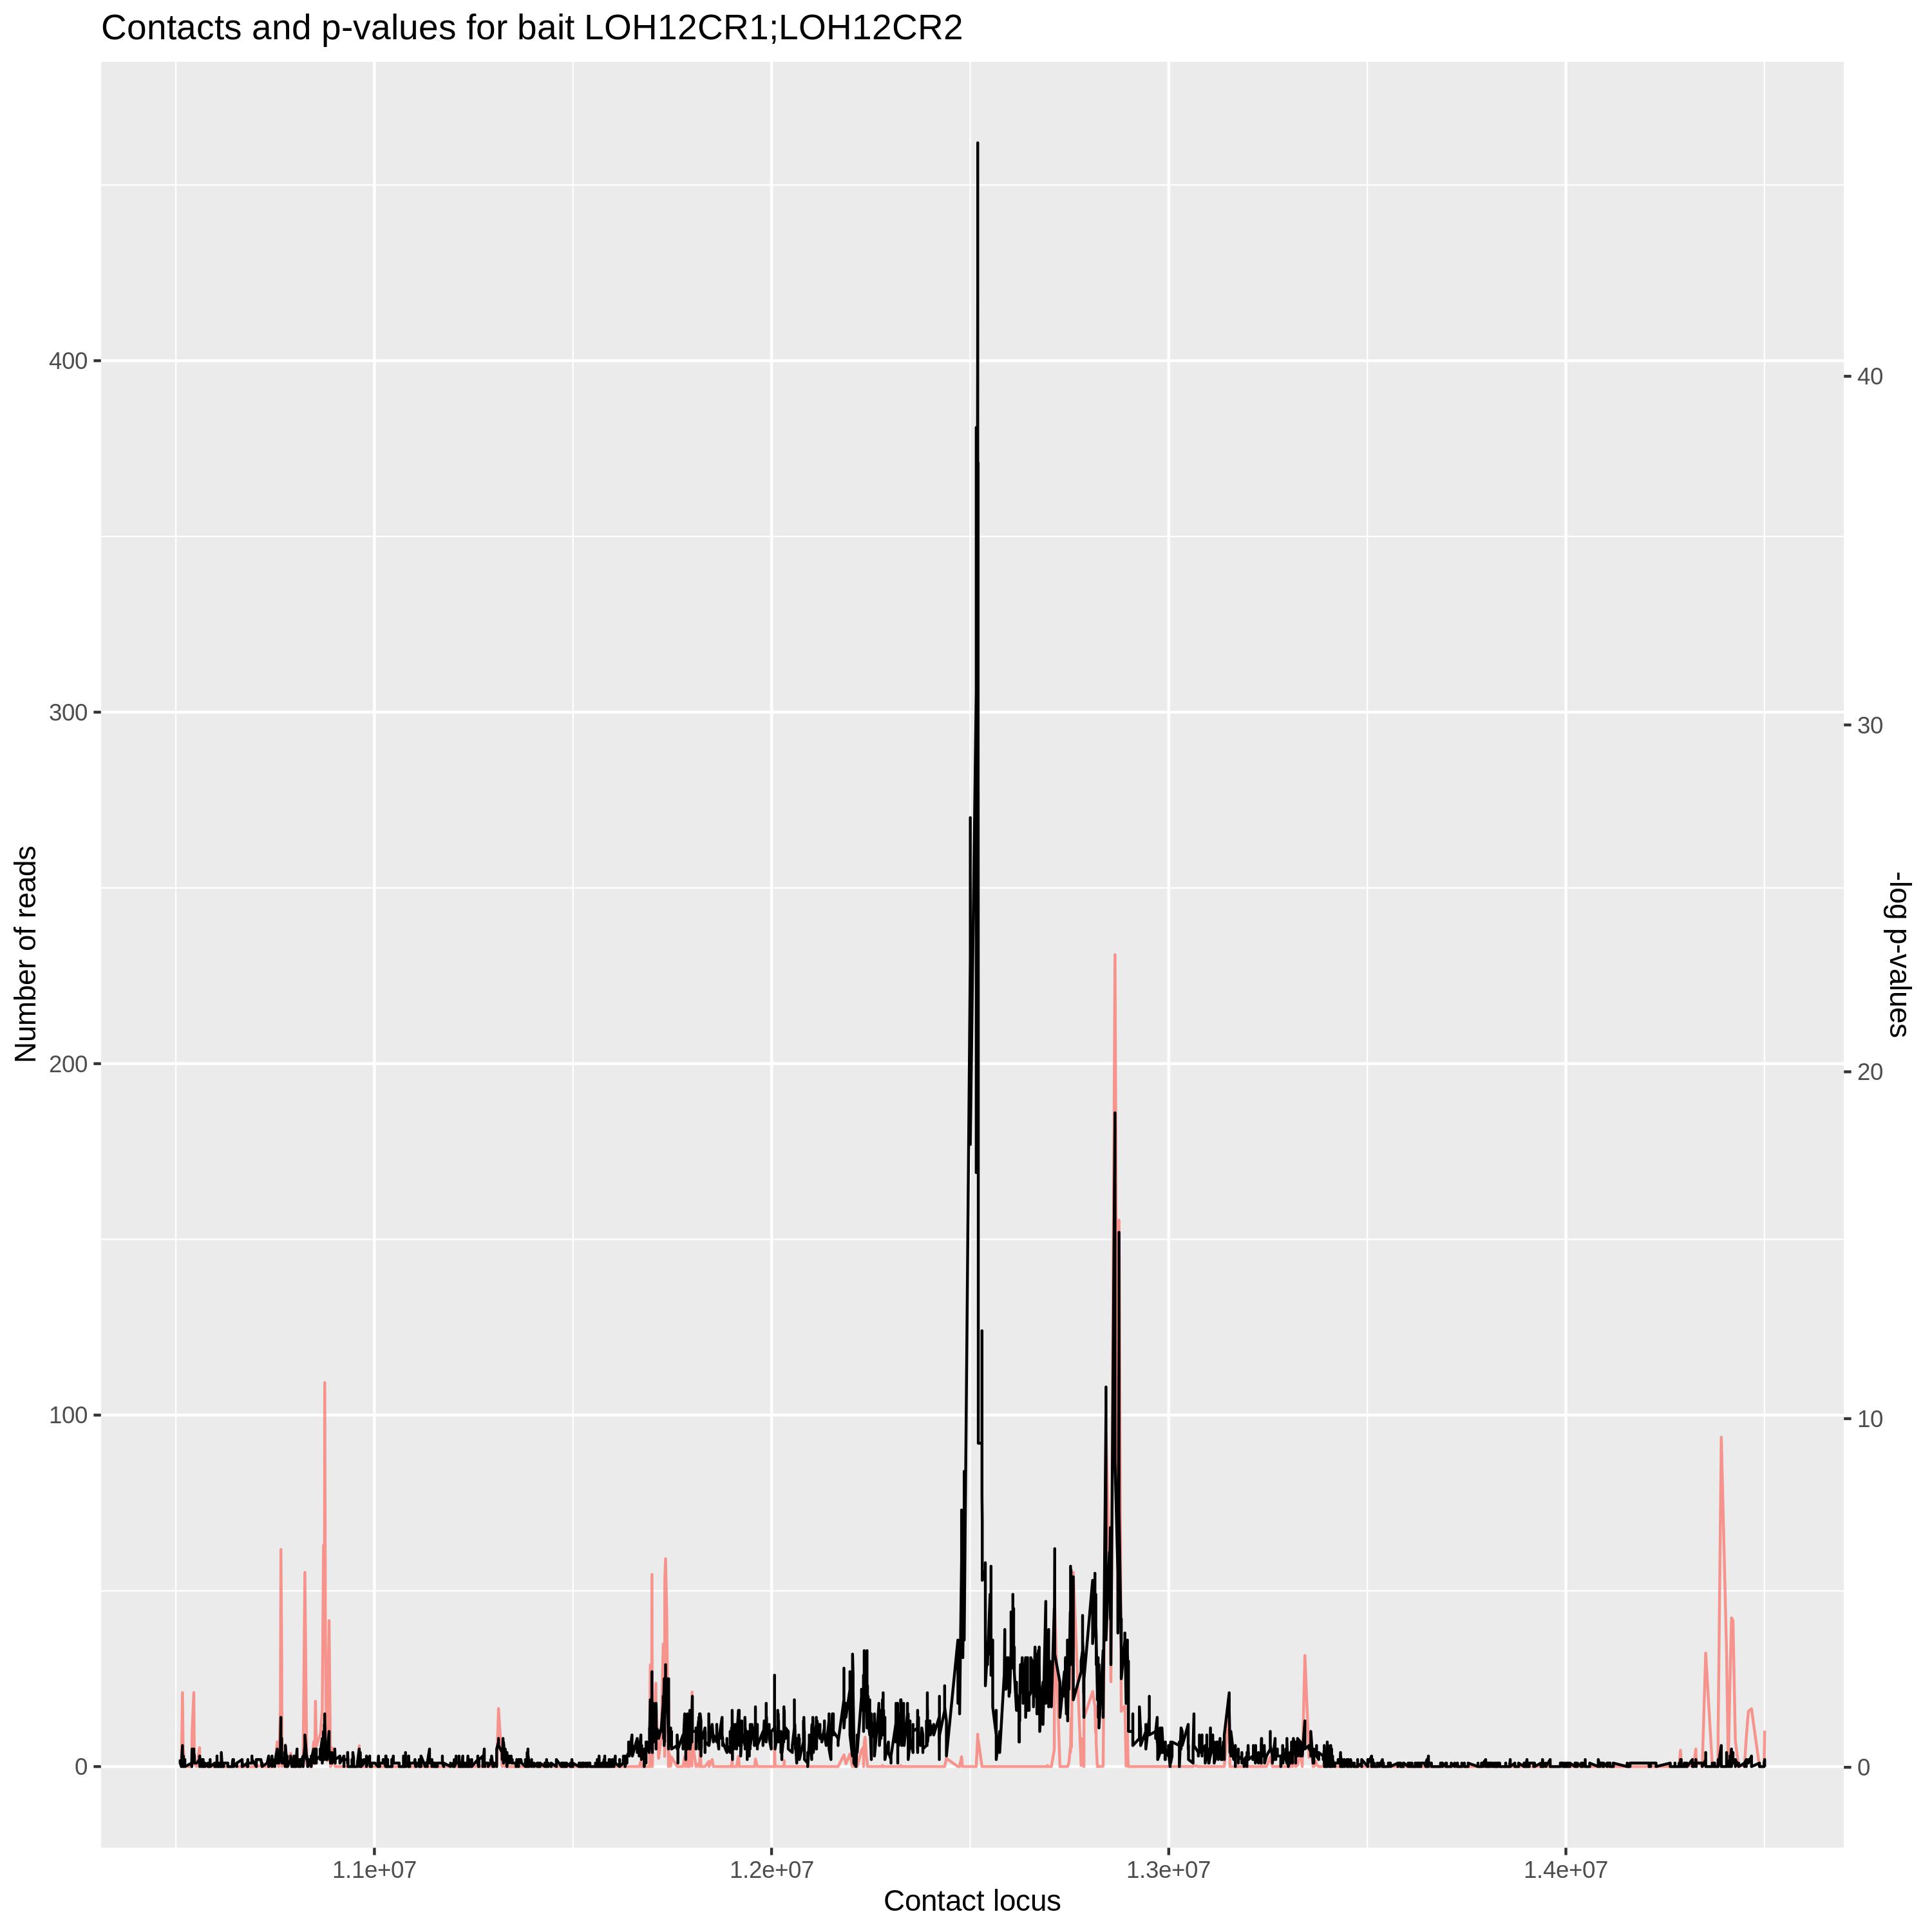 Contacts and p-values for bait LOH12CR1;LOH12CR2
400
300
200
100
0
40
30
20
10
0
Number of reads
-log p-values
1.1e+07 1.2e+07 1.3e+07 1.4e+07
Contact locus